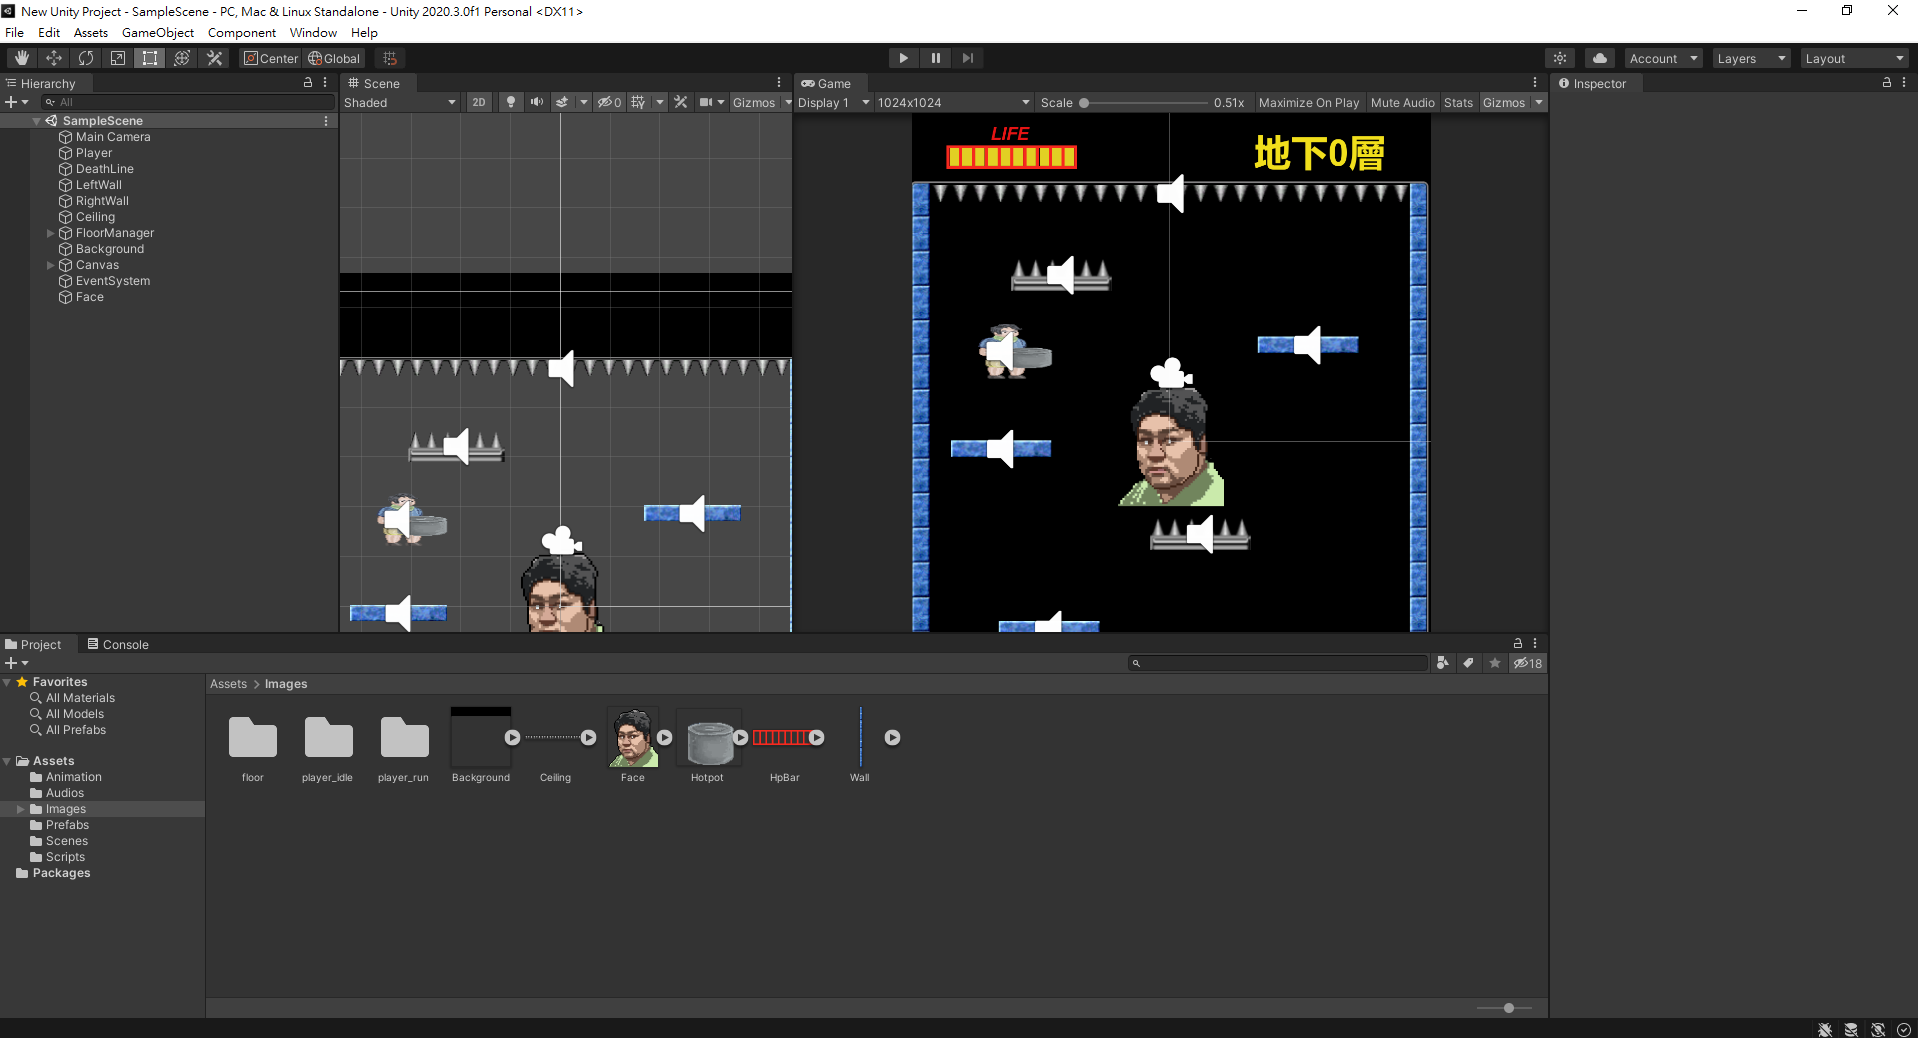 New Unity Project - SampleScene - PC, Mac & Linux Standalone - Unity 2020.3.0f1 Personal <DX11>
File Edit Assets GameObject Component Window Help
Center Global Account Layers Layout
Hierarchy
All
SampleScene
Main Camera
Player
DeathLine
LeftWall
RightWall
Ceiling
FloorManager
Background
Canvas
EventSystem
Face
Scene
Shaded 2D 0 Gizmos
Game
Display 1 1024x1024 Scale 0.51x Maximize On Play Mute Audio Stats Gizmos
LIFE
地下0層
Inspector
Project Console
18
Favorites
All Materials
All Models
All Prefabs
Assets
Animation
Audios
Images
Prefabs
Scenes
Scripts
Packages
Assets > Images
floor player_idle player_run Background Ceiling Face Hotpot HpBar Wall